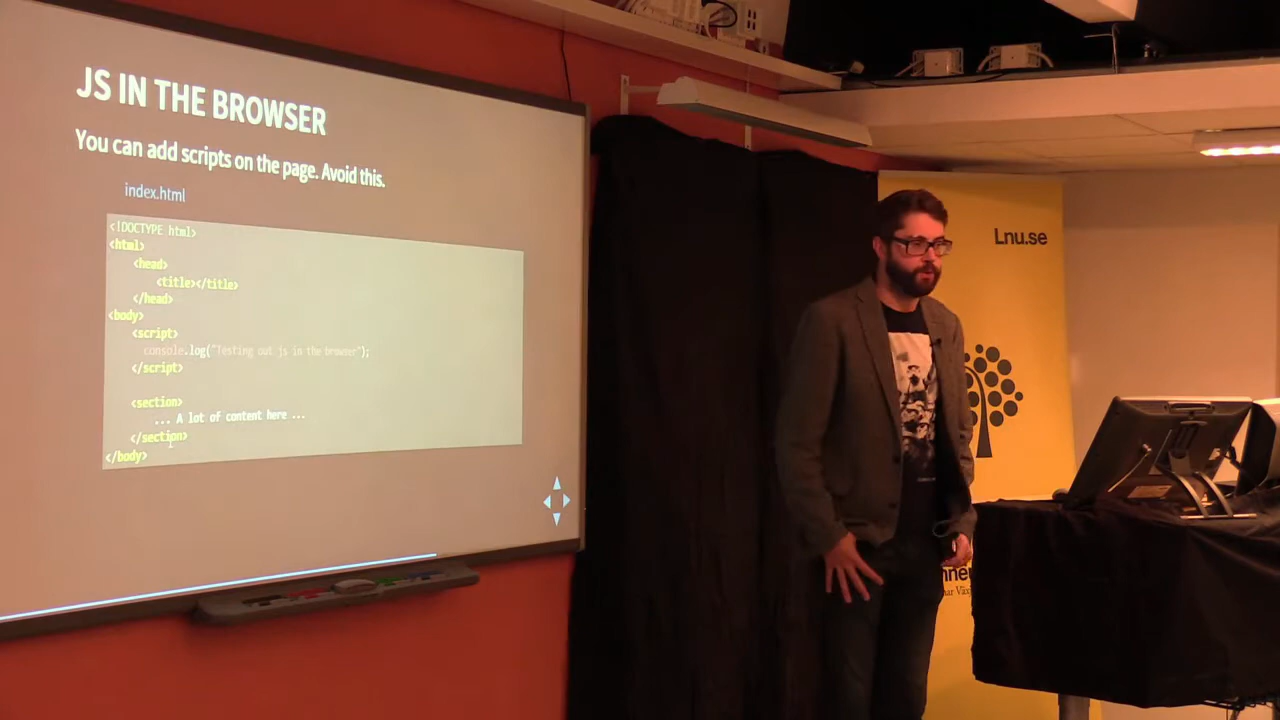 JS IN THE BROWSER
You can add scripts on the page. Avoid this.
index.html
<!DOCTYPE html>
<html>
<head>
<title></title>
</head>
<body>
<script>
console.log("Testing out js in the browser");
</script>
<section>
... A lot of content here ...
</section>
</body>
Lnu.se